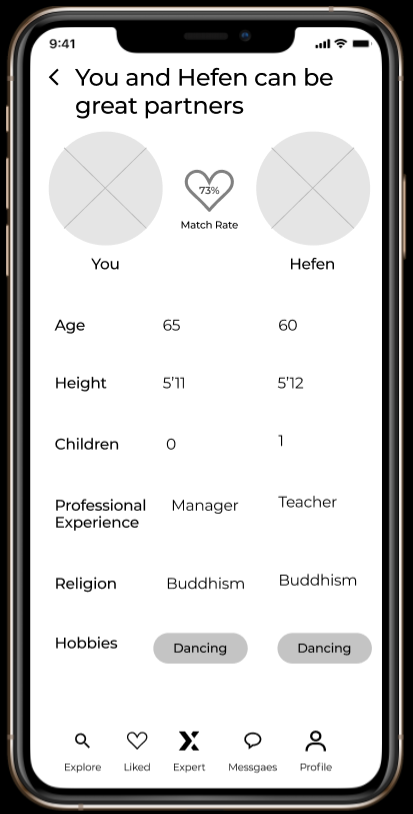 9:41
You and Hefen can be
great partners
73%
Match Rate
You Hefen
Age 65 60
Height 5'11 5'12
Children 0 1
Professional Manager Teacher
Experience
Religion Buddhism Buddhism
Hobbies Dancing Dancing
Explore Liked Expert Messgaes Profile